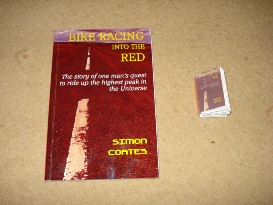 BIKE RACING
INTO THE
RED
The story of one man's quest
to ride up the highest peak in
the Universe
SIMON
COATES